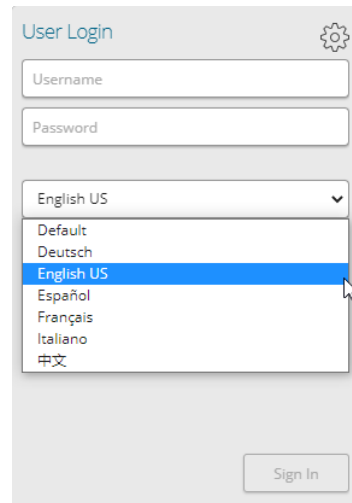 User Login
Username
Password
English US
Default
Deutsch
English US
Español
Français
Italiano
中文
Sign In